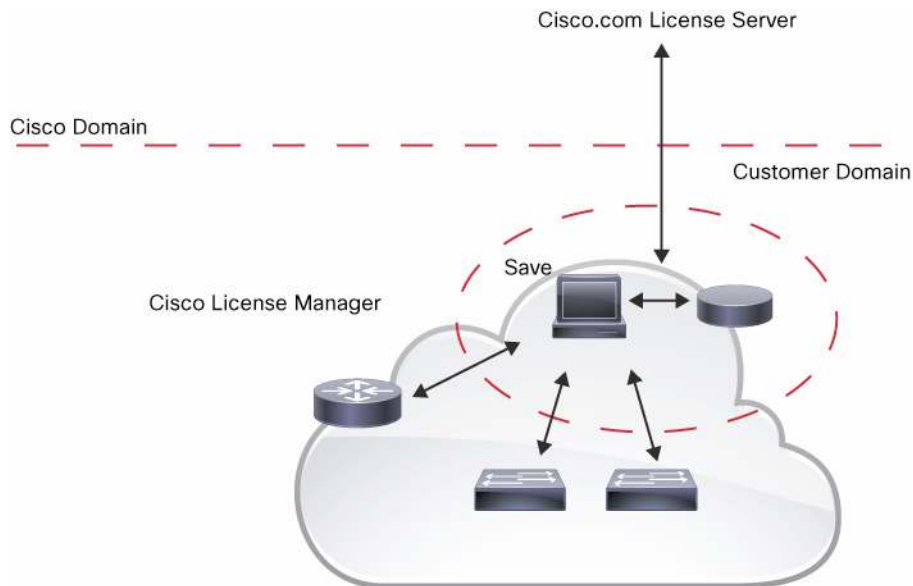 Cisco.com License Server
Cisco Domain
Customer Domain
Save
Cisco License Manager